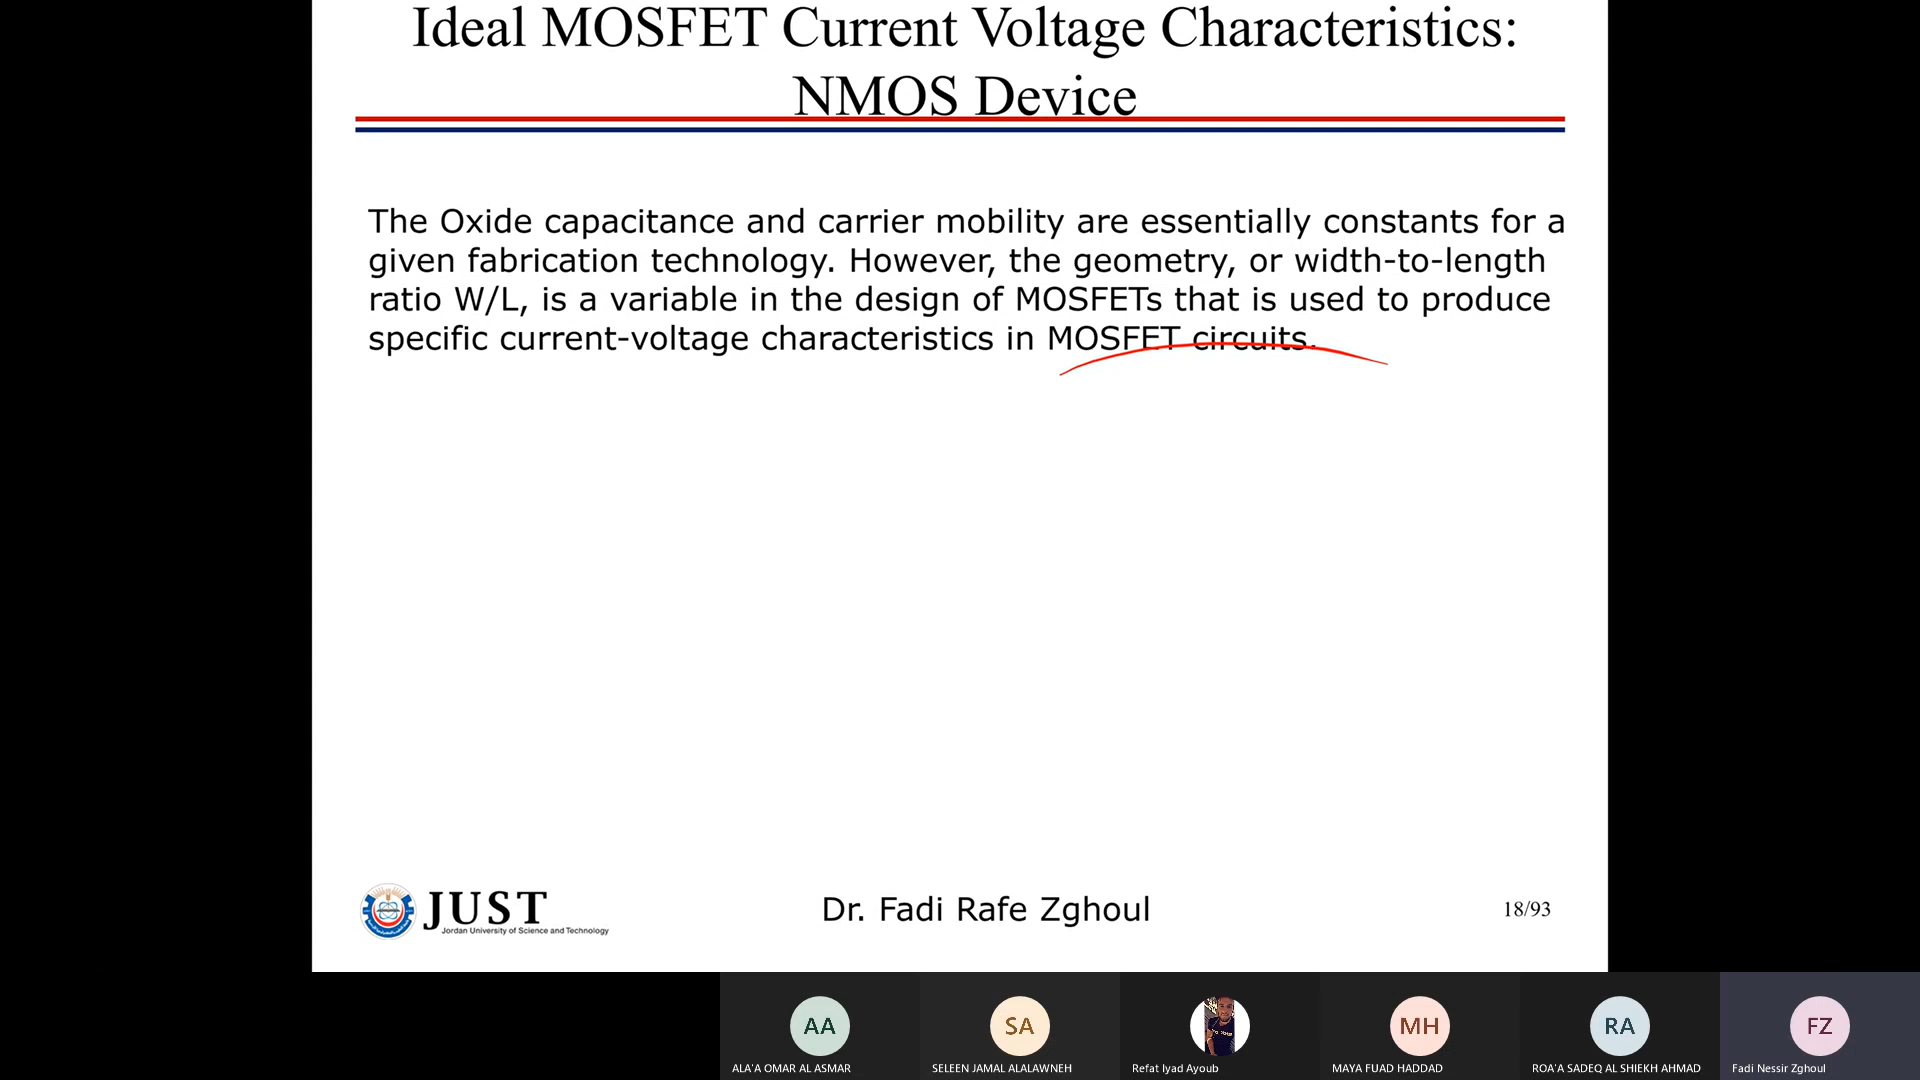 Ideal MOSFET Current Voltage Characteristics:
NMOS Device
The Oxide capacitance and carrier mobility are essentially constants for a
given fabrication technology. However, the geometry, or width-to-length
ratio W/L, is a variable in the design of MOSFETs that is used to produce
specific current-voltage characteristics in MOSFET circuits.
JUST
Jordan University of Science and Technology
Dr. Fadi Rafe Zghoul
18/93
AA
SA
MH
RA
FZ
ALA'A OMAR AL ASMAR
SELEEN JAMAL ALALAWNEH
Refat Iyad Ayoub
MAYA FUAD HADDAD
ROA'A SADEQ AL SHIEKH AHMAD
Fadi Nessir Zghoul